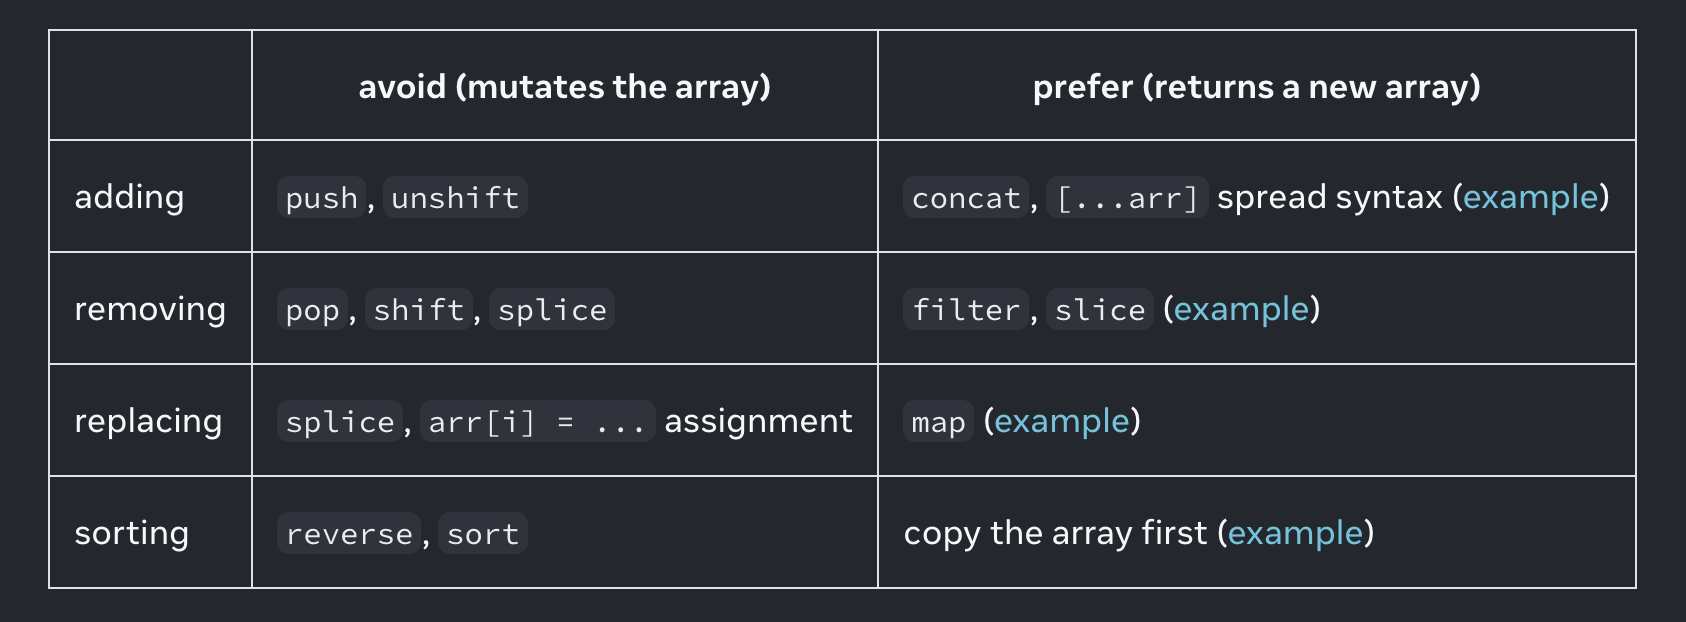 avoid (mutates the array) prefer (returns a new array)
adding push, unshift concat, [...arr] spread syntax (example)
removing pop, shift, splice filter, slice (example)
replacing splice, arr[i] = ... assignment map (example)
sorting reverse, sort copy the array first (example)